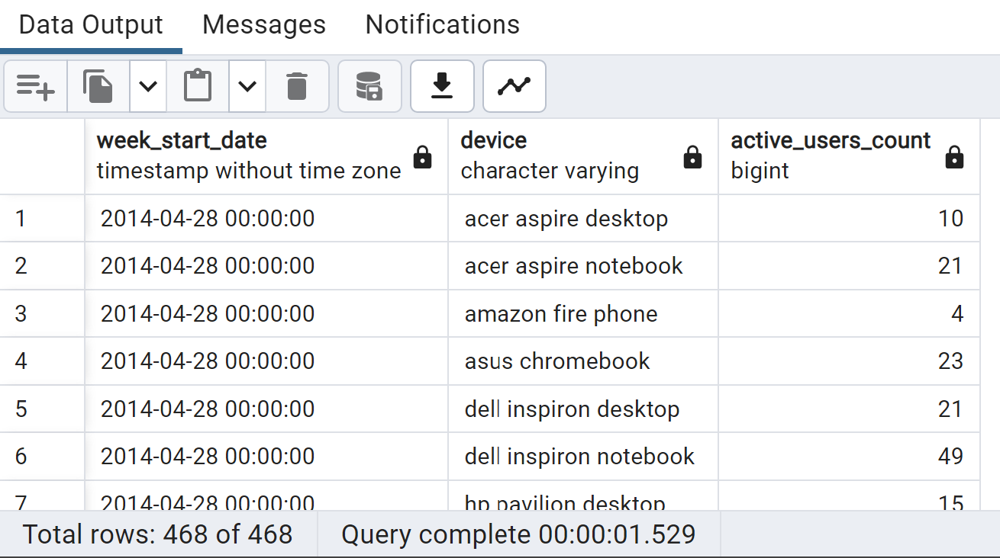 Data Output Messages Notifications
week_start_date device active_users_count
timestamp without time zone character varying bigint
1 2014-04-28 00:00:00 acer aspire desktop 10
2 2014-04-28 00:00:00 acer aspire notebook 21
3 2014-04-28 00:00:00 amazon fire phone 4
4 2014-04-28 00:00:00 asus chromebook 23
5 2014-04-28 00:00:00 dell inspiron desktop 21
6 2014-04-28 00:00:00 dell inspiron notebook 49
7 2014-04-28 00:00:00 hp pavilion desktop 15
Total rows: 468 of 468 Query complete 00:00:01.529